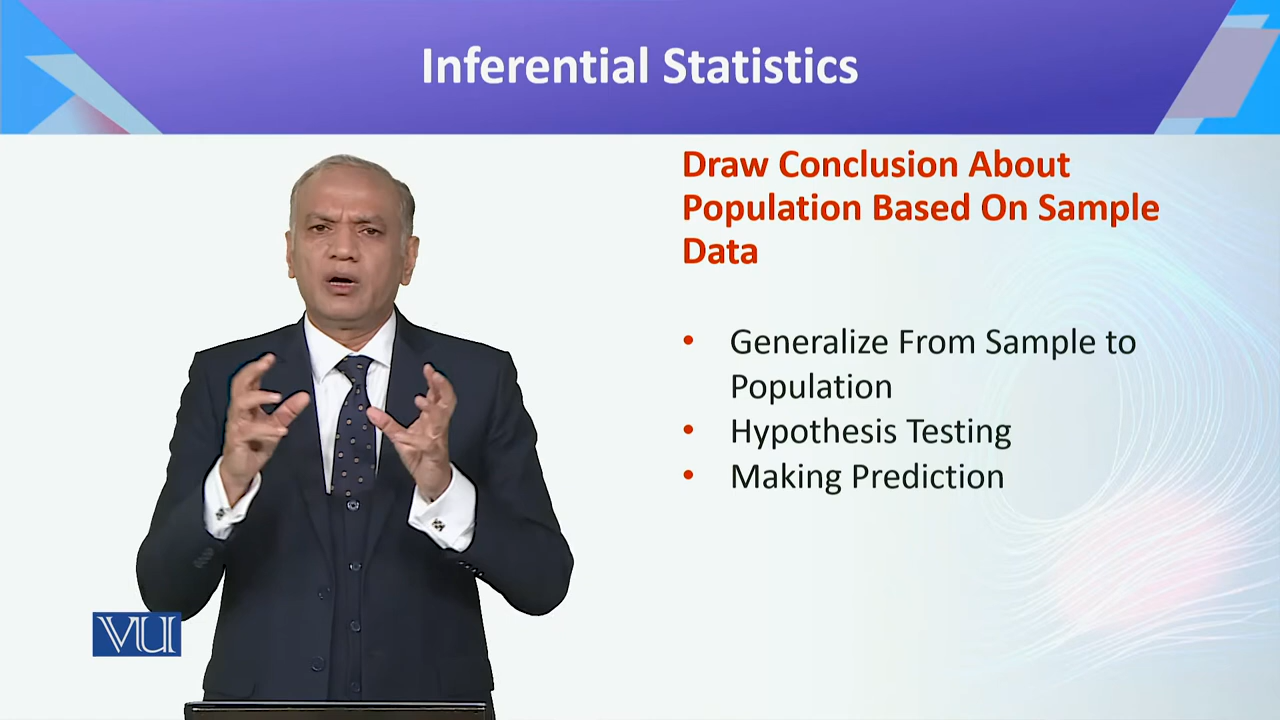 Inferential Statistics
Draw Conclusion About
Population Based On Sample
Data
• Generalize From Sample to
Population
• Hypothesis Testing
• Making Prediction
VU